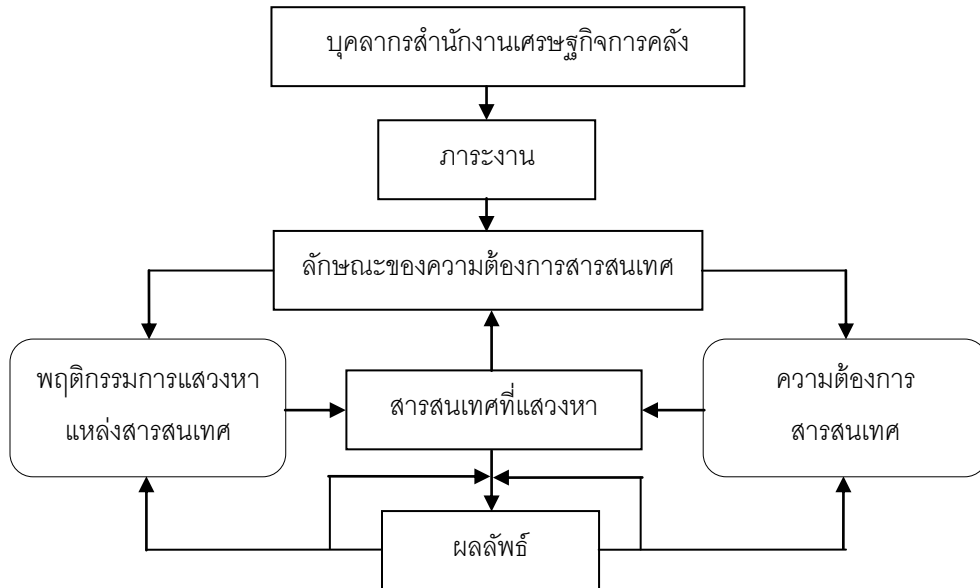 บุคลากรสำนักงานเศรษฐกิจการคลัง
ภาระงาน
ลักษณะของความต้องการสารสนเทศ
พฤติกรรมการแสวงหา
แหล่งสารสนเทศ
สารสนเทศที่แสวงหา
ความต้องการ
สารสนเทศ
ผลลัพธ์